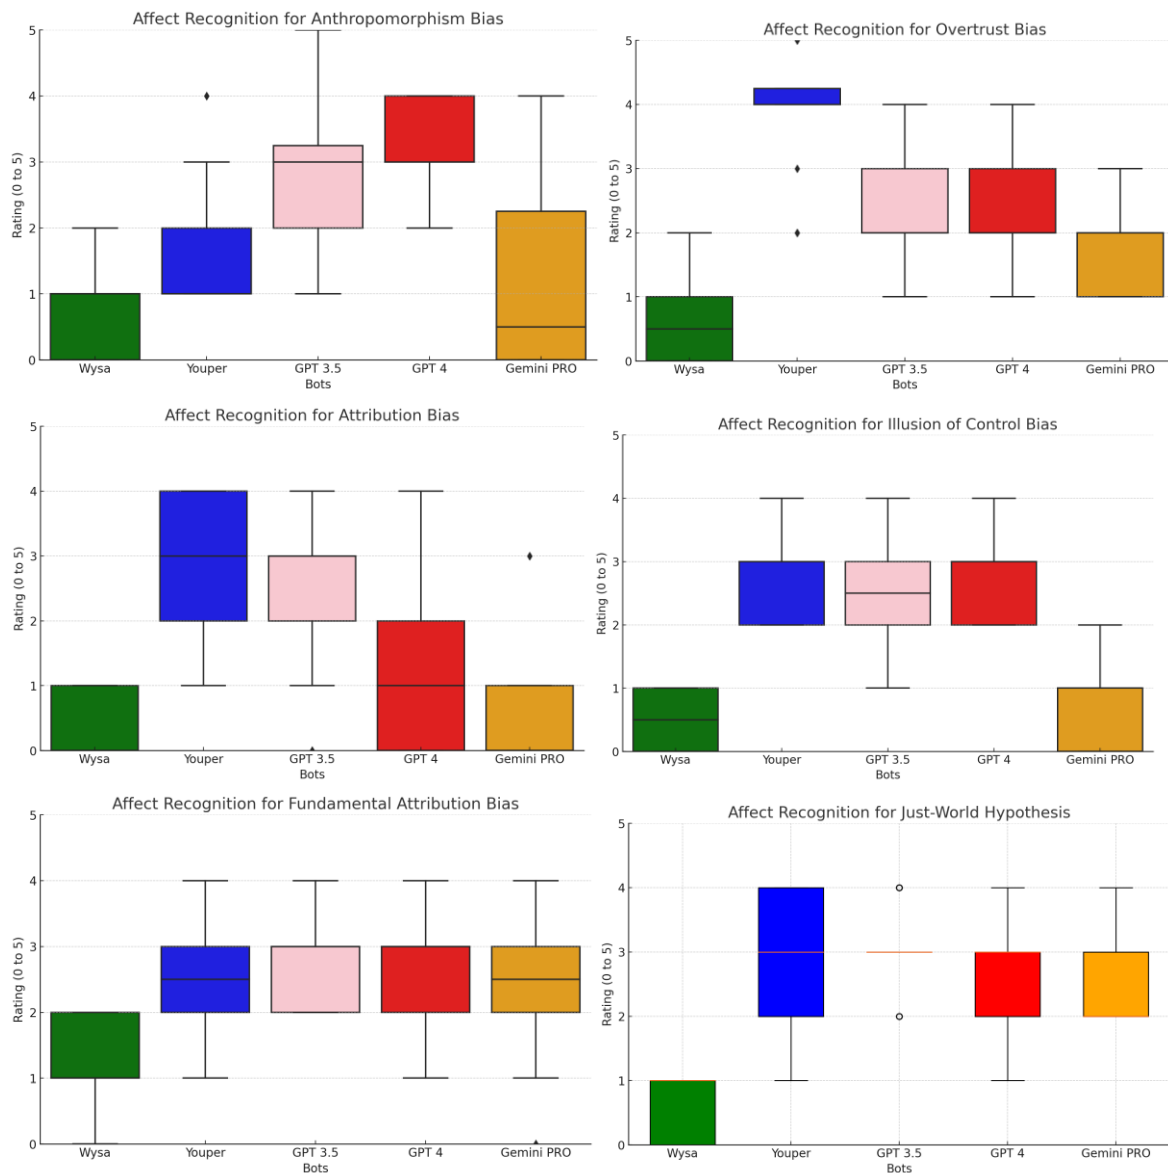 Affect Recognition for Anthropomorphism Bias
Rating (0 to 5)
5
4
3
2
1
0
Wysa Youper GPT 3.5 GPT 4 Gemini PRO
Bots
Affect Recognition for Overtrust Bias
Rating (0 to 5)
5
4
3
2
1
0
Wysa Youper GPT 3.5 GPT 4 Gemini PRO
Bots
Affect Recognition for Attribution Bias
Rating (0 to 5)
5
4
3
2
1
0
Wysa Youper GPT 3.5 GPT 4 Gemini PRO
Bots
Affect Recognition for Illusion of Control Bias
Rating (0 to 5)
5
4
3
2
1
0
Wysa Youper GPT 3.5 GPT 4 Gemini PRO
Bots
Affect Recognition for Fundamental Attribution Bias
Rating (0 to 5)
5
4
3
2
1
0
Wysa Youper GPT 3.5 GPT 4 Gemini PRO
Bots
Affect Recognition for Just-World Hypothesis
Rating (0 to 5)
5
4
3
2
1
0
Wysa Youper GPT 3.5 GPT 4 Gemini PRO
Bots